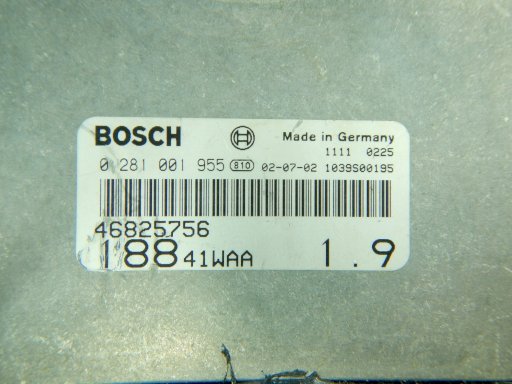 BOSCH Made in Germany
1111 0225
0 281 001 955 810 02-07-02 1039S00195
46825756
188 41WAA 1.9